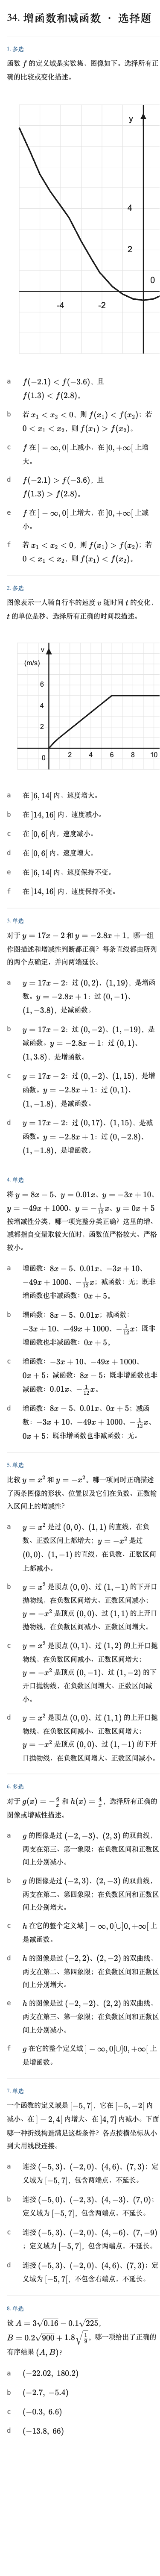 34. 增函数和减函数 · 选择题
1. 多选
函数 f 的定义域是实数集，图像如下。选择所有正
确的比较或变化描述。
y
4
2
0
-4 -2
a f(−2.1) < f(−3.6)，且
f(1.3) < f(2.8)。
b 若 x₁ < x₂ < 0，则 f(x₁) < f(x₂)；若
0 < x₁ < x₂，则 f(x₁) > f(x₂)。
c f 在 ]−∞,0[ 上减小，在 ]0,+∞[ 上增
大。
d f(−2.1) > f(−3.6)，且
f(1.3) > f(2.8)。
e f 在 ]−∞,0[ 上增大，在 ]0,+∞[ 上减
小。
f 若 x₁ < x₂ < 0，则 f(x₁) > f(x₂)；若
0 < x₁ < x₂，则 f(x₁) < f(x₂)。
2. 多选
图像表示一人骑自行车的速度 v 随时间 t 的变化，
t 的单位是秒。选择所有正确的时间段描述。
v
(m/s)
6
4
2
0 2 4 6 8 10
a 在 ]6,14[ 内，速度增大。
b 在 ]14,16[ 内，速度减小。
c 在 [0,6[ 内，速度减小。
d 在 [0,6[ 内，速度增大。
e 在 ]6,14[ 内，速度保持不变。
f 在 ]14,16[ 内，速度保持不变。
3. 单选
对于 y = 17x − 2 和 y = −2.8x + 1，哪一组
作图描述和增减性判断都正确？每条直线都由所列
的两个点确定，并向两端延长。
a y = 17x − 2：过 (0,2)、(1,19)，是增函
数。y = −2.8x + 1：过 (0,−1)、
(1,−3.8)，是减函数。
b y = 17x − 2：过 (0,−2)、(1,−19)，是
减函数。y = −2.8x + 1：过 (0,1)、
(1,3.8)，是增函数。
c y = 17x − 2：过 (0,−2)、(1,15)，是增
函数。y = −2.8x + 1：过 (0,1)、
(1,−1.8)，是减函数。
d y = 17x − 2：过 (0,17)、(1,15)，是减
函数。y = −2.8x + 1：过 (0,−2.8)、
(1,−1.8)，是增函数。
4. 单选
将 y = 8x − 5、y = 0.01x、y = −3x + 10、
y = −49x + 1000、y = −1/12 x、y = 0x + 5
按增减性分类，哪一项完整分类正确？这里的增、
减都指自变量取较大值时，函数值严格较大、严格
较小。
a 增函数：8x − 5、0.01x、−3x + 10、
−49x + 1000、−1/12 x；减函数：无；既非
增函数也非减函数：0x + 5。
b 增函数：8x − 5、0.01x；减函数：
−3x + 10、−49x + 1000、−1/12 x；既非
增函数也非减函数：0x + 5。
c 增函数：−3x + 10、−49x + 1000、
0x + 5；减函数：8x − 5；既非增函数也非
减函数：0.01x、−1/12 x。
d 增函数：8x − 5、0.01x、0x + 5；减函
数：−3x + 10、−49x + 1000、−1/12 x、
0x + 5；既非增函数也非减函数：无。
5. 单选
比较 y = x² 和 y = −x²。哪一项同时正确描述
了两条图像的形状、位置以及它们在负数、正数输
入区间上的增减性？
a y = x² 是过 (0,0)、(1,1) 的直线，在负
数、正数区间上都增大；y = −x² 是过
(0,0)、(1,−1) 的直线，在负数、正数区间
上都减小。
b y = x² 是顶点 (0,0)、过 (1,−1) 的下开口
抛物线，在负数区间增大、正数区间减小；
y = −x² 是顶点 (0,0)、过 (1,1) 的上开口
抛物线，在负数区间减小、正数区间增大。
c y = x² 是顶点 (0,1)、过 (1,2) 的上开口抛
物线，在负数区间减小、正数区间增大；
y = −x² 是顶点 (0,−1)、过 (1,−2) 的下
开口抛物线，在负数区间增大、正数区间减
小。
d y = x² 是顶点 (0,0)、过 (1,1) 的上开口抛
物线，在负数区间减小、正数区间增大；
y = −x² 是顶点 (0,0)、过 (1,−1) 的下开
口抛物线，在负数区间增大、正数区间减小。
6. 多选
对于 g(x) = −6/x 和 h(x) = 4/x，选择所有正确的
图像或增减性描述。
a g 的图像是过 (−2,−3)、(2,3) 的双曲线，
两支在第三、第一象限；在负数区间和正数区
间上分别减小。
b g 的图像是过 (−2,3)、(2,−3) 的双曲线，
两支在第二、第四象限；在负数区间和正数区
间上分别增大。
c h 在它的整个定义域 ]−∞,0[∪]0,+∞[ 上
是减函数。
d h 的图像是过 (−2,2)、(2,−2) 的双曲线，
两支在第二、第四象限；在负数区间和正数区
间上分别增大。
e h 的图像是过 (−2,−2)、(2,2) 的双曲线，
两支在第三、第一象限；在负数区间和正数区
间上分别减小。
f g 在它的整个定义域 ]−∞,0[∪]0,+∞[ 上
是增函数。
7. 单选
一个函数的定义域是 [−5,7]，它在 [−5,−2[ 内
减小、在 ]−2,4[ 内增大、在 ]4,7] 内减小。下面
哪一种折线构造满足这些条件？各点按横坐标从小
到大用线段连接。
a 连接 (−5,3)、(−2,0)、(4,6)、(7,3)；定
义域为 [−5,7]，包含两端点，不延长。
b 连接 (−5,0)、(−2,3)、(4,−3)、(7,0)；
定义域为 [−5,7]，包含两端点，不延长。
c 连接 (−5,3)、(−2,0)、(4,−6)、(7,−9)
；定义域为 [−5,7]，包含两端点，不延长。
d 连接 (−5,3)、(−2,0)、(4,6)、(7,3)；定
义域为 [−5,7[，不包含右端点，不延长。
8. 单选
设 A = 3√0.16 − 0.1√225，
B = 0.2√900 + 1.8√(1/9)，哪一项给出了正确的
有序结果 (A,B)？
a (−22.02, 180.2)
b (−2.7, −5.4)
c (−0.3, 6.6)
d (−13.8, 66)